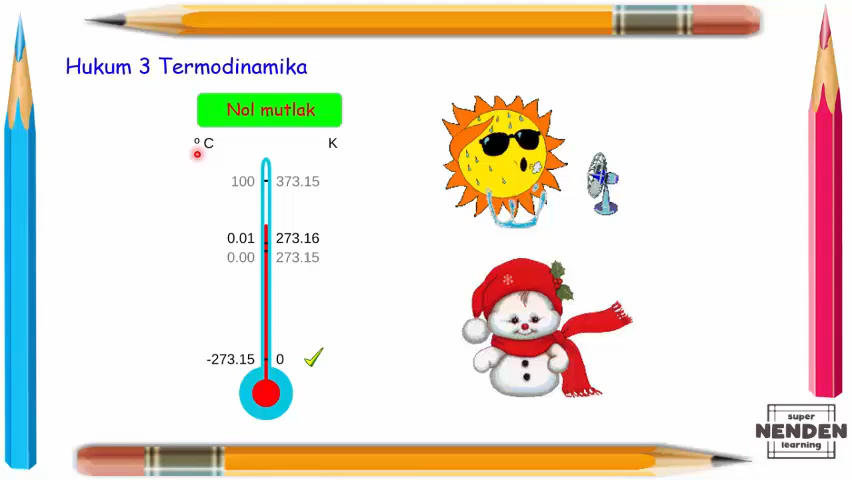 Hukum 3 Termodinamika
Nol mutlak
º C K
100 373.15
0.01 273.16
0.00 273.15
-273.15 0
super
NENDEN
learning